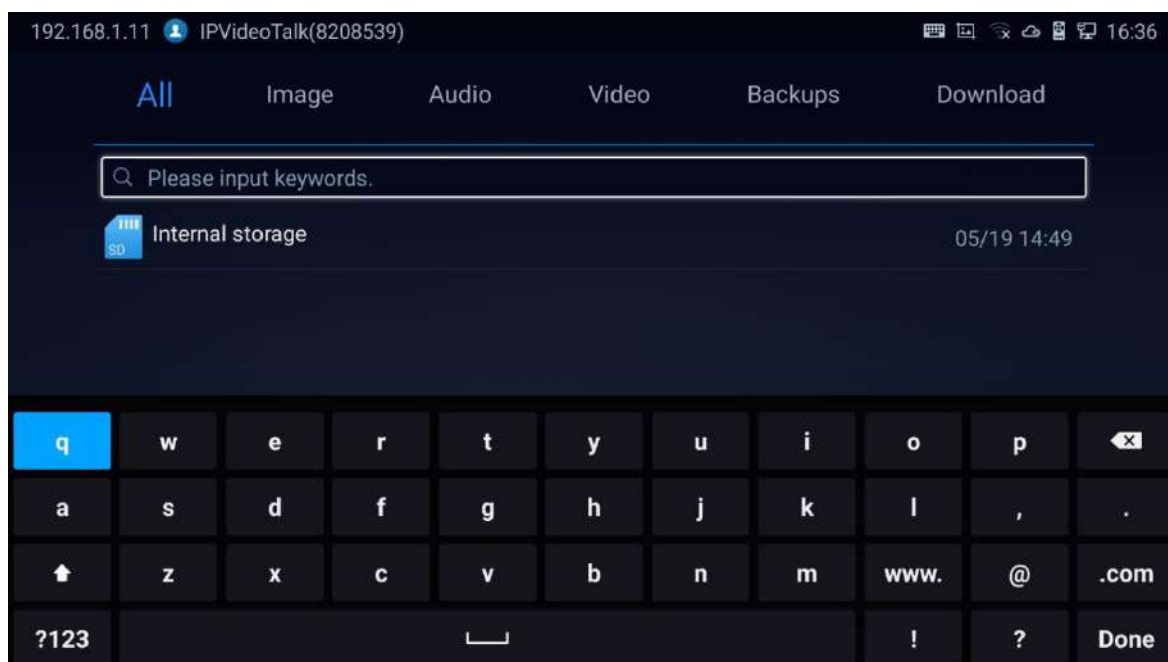 192.168.1.11 IPVideoTalk(8208539) 16:36
All Image Audio Video Backups Download
Please input keywords.
SD Internal storage 05/19 14:49
q w e r t y u i o p
a s d f g h j k l , .
z x c v b n m www. @ .com
?123 ! ? Done